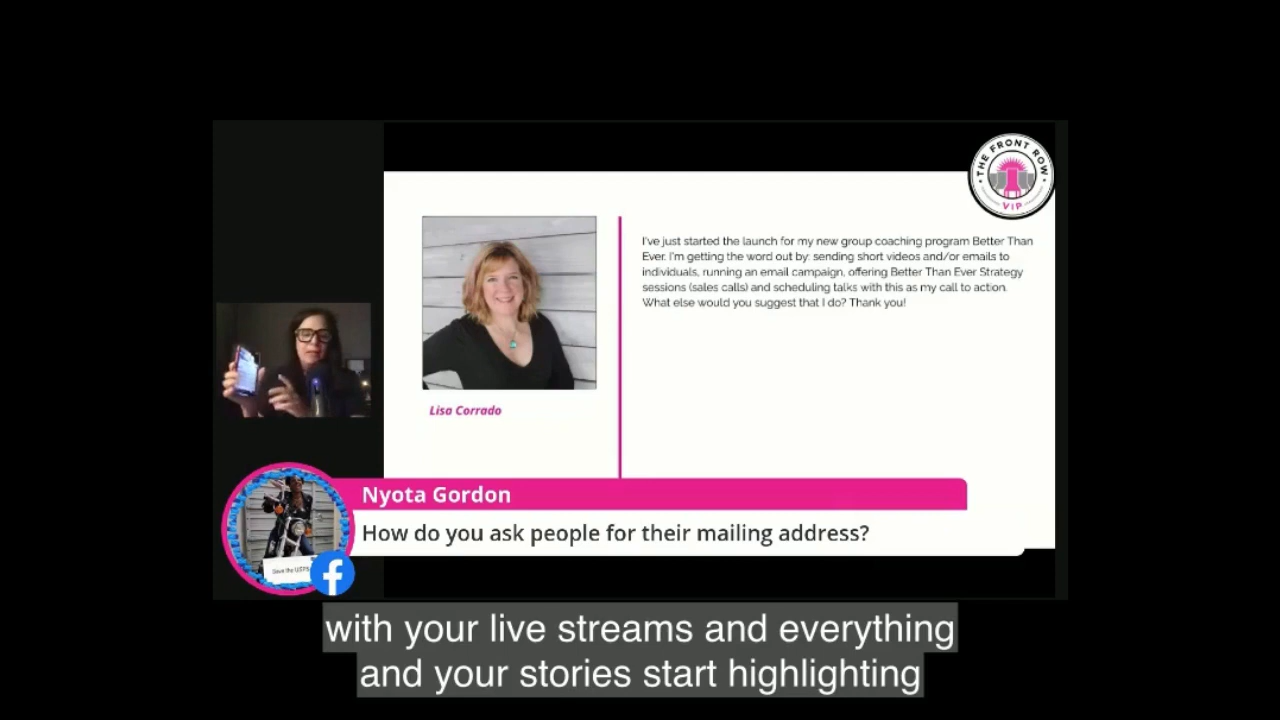 THE FRONT ROW
VIP
I've just started the launch for my new group coaching program Better Than
Ever. I'm getting the word out by: sending short videos and/or emails to
individuals, running an email campaign, offering Better Than Ever Strategy
sessions (sales calls) and scheduling talks with this as my call to action.
What else would you suggest that I do? Thank you!
Lisa Corrado
Nyota Gordon
How do you ask people for their mailing address?
Save the USPS
with your live streams and everything
and your stories start highlighting